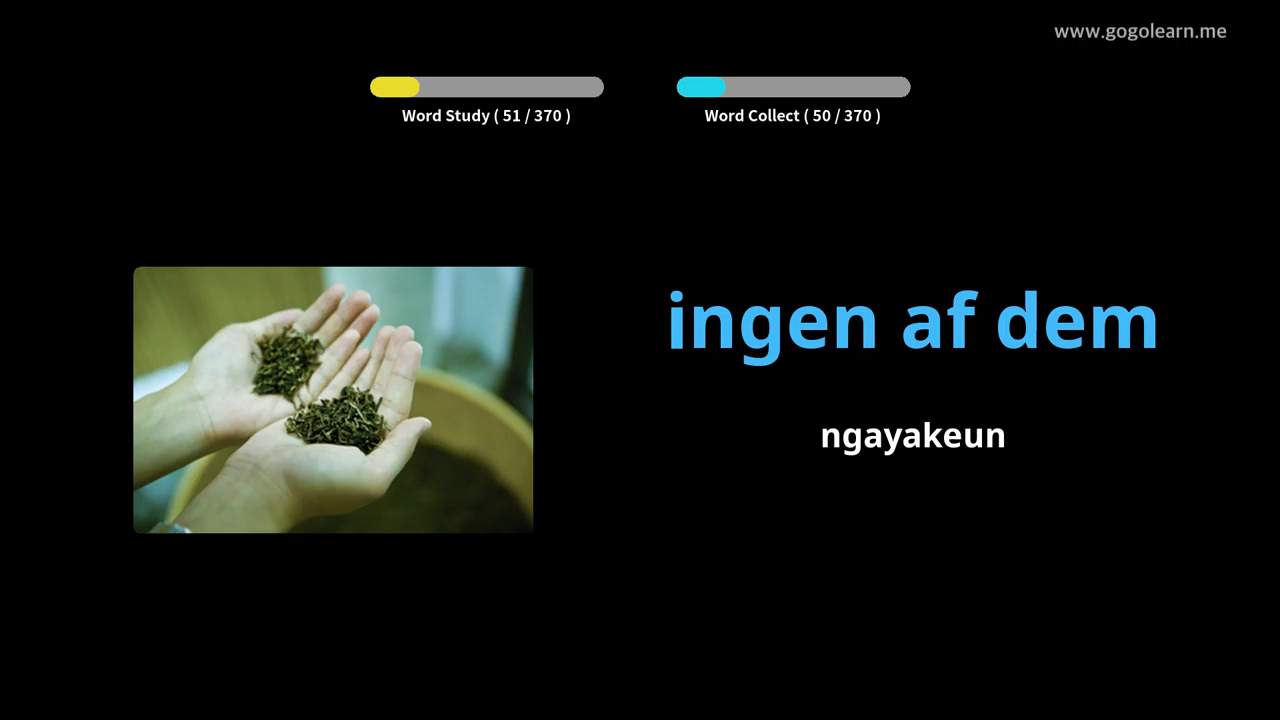 www.gogolearn.me
Word Study ( 51 / 370 )
Word Collect ( 50 / 370 )
ingen af dem
ngayakeun